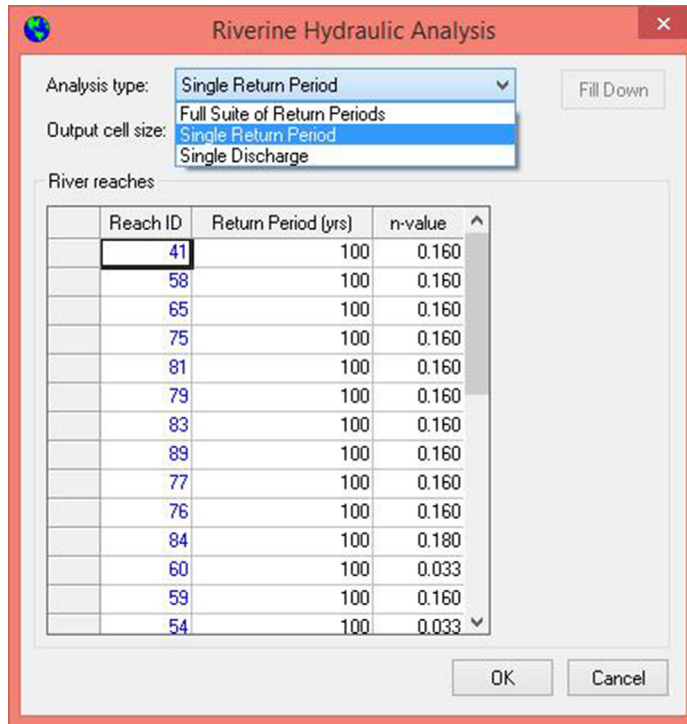 Riverine Hydraulic Analysis
Analysis type: Single Return Period Fill Down
Full Suite of Return Periods
Output cell size: Single Return Period
Single Discharge
River reaches
Reach ID Return Period (yrs) n-value
41 100 0.160
58 100 0.160
65 100 0.160
75 100 0.160
81 100 0.160
79 100 0.160
83 100 0.160
89 100 0.160
77 100 0.160
76 100 0.160
84 100 0.180
60 100 0.033
59 100 0.160
54 100 0.033
OK Cancel